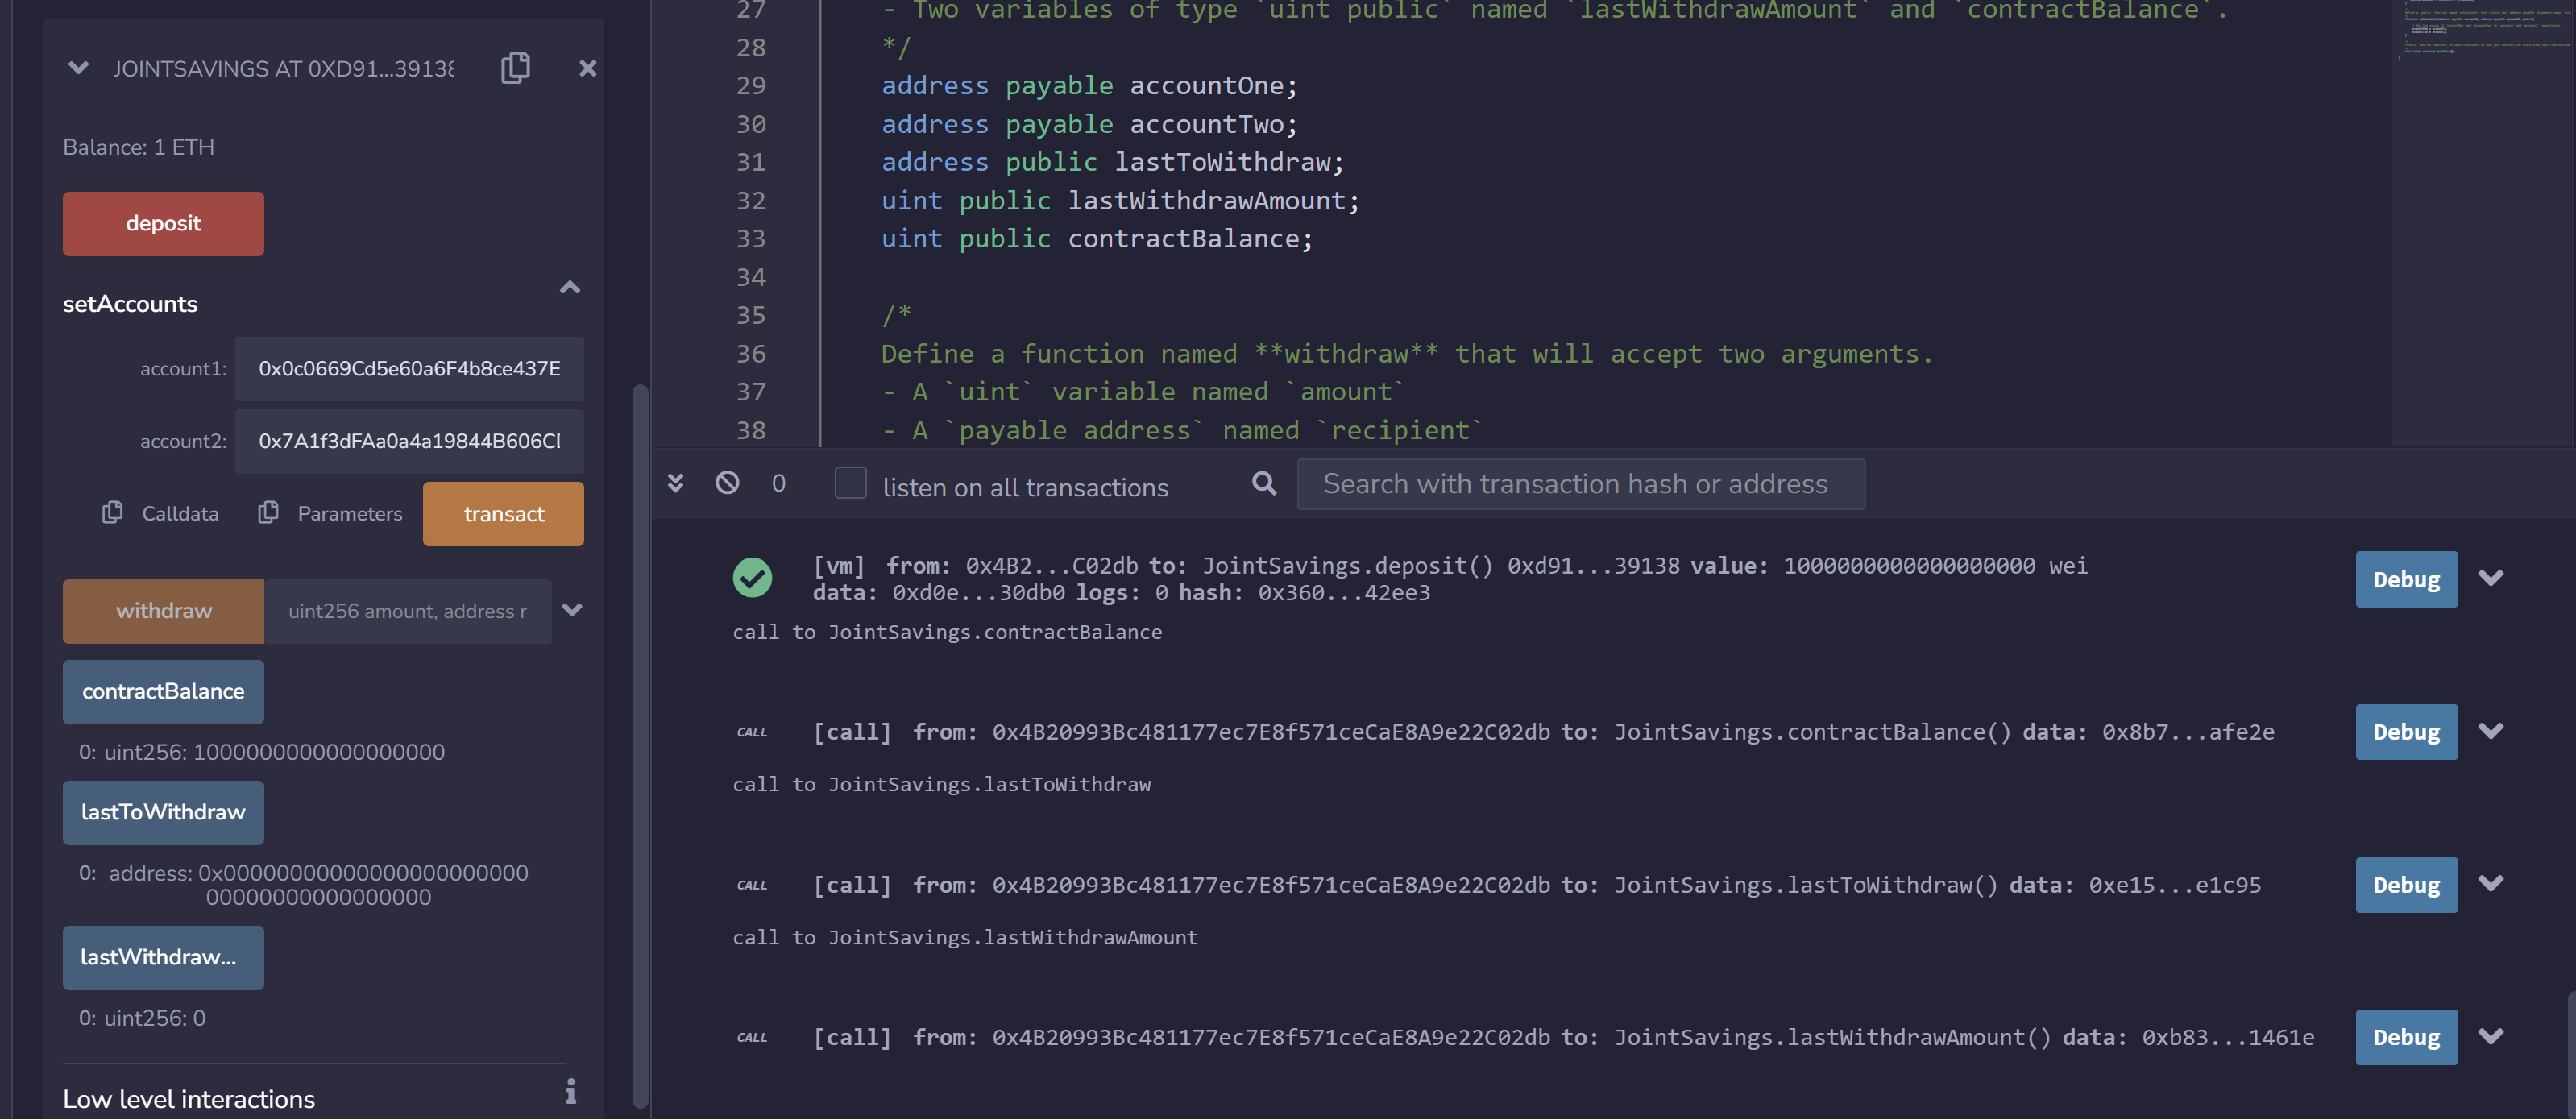 JOINTSAVINGS AT 0XD91...39138
Balance: 1 ETH
deposit
setAccounts
account1: 0x0c0669Cd5e60a6F4b8ce437E
account2: 0x7A1f3dFAa0a4a19844B606CI
Calldata Parameters transact
withdraw uint256 amount, address r
contractBalance
0: uint256: 1000000000000000000
lastToWithdraw
0: address: 0x00000000000000000000000
00000000000000000
lastWithdraw...
0: uint256: 0
Low level interactions
27 - Two variables of type `uint public` named `lastWithdrawAmount` and `contractBalance`.
28 */
29 address payable accountOne;
30 address payable accountTwo;
31 address public lastToWithdraw;
32 uint public lastWithdrawAmount;
33 uint public contractBalance;
34
35 /*
36 Define a function named **withdraw** that will accept two arguments.
37 - A `uint` variable named `amount`
38 - A `payable address` named `recipient`
0 listen on all transactions Search with transaction hash or address
[vm] from: 0x4B2...C02db to: JointSavings.deposit() 0xd91...39138 value: 1000000000000000000 wei
data: 0xd0e...30db0 logs: 0 hash: 0x360...42ee3
Debug
call to JointSavings.contractBalance
CALL [call] from: 0x4B20993Bc481177ec7E8f571ceCaE8A9e22C02db to: JointSavings.contractBalance() data: 0x8b7...afe2e Debug
call to JointSavings.lastToWithdraw
CALL [call] from: 0x4B20993Bc481177ec7E8f571ceCaE8A9e22C02db to: JointSavings.lastToWithdraw() data: 0xe15...e1c95 Debug
call to JointSavings.lastWithdrawAmount
CALL [call] from: 0x4B20993Bc481177ec7E8f571ceCaE8A9e22C02db to: JointSavings.lastWithdrawAmount() data: 0xb83...1461e Debug